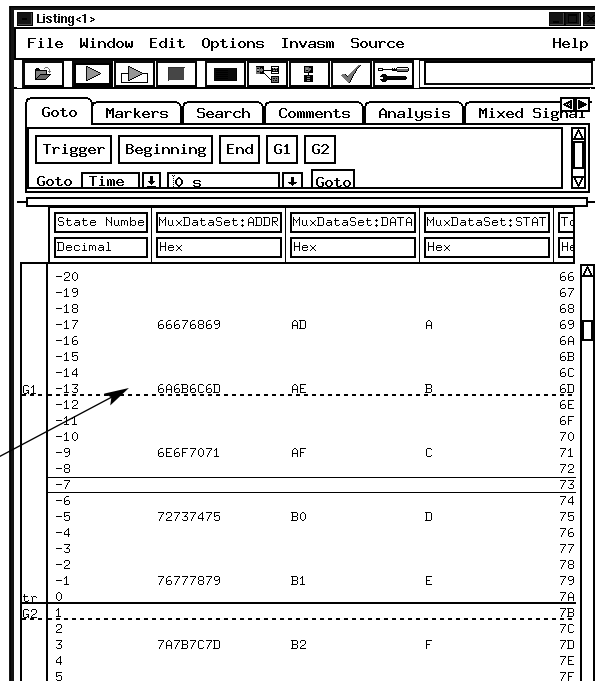 Listing<1>
File Window Edit Options Invasm Source Help
Goto Markers Search Comments Analysis Mixed Signal
Trigger Beginning End G1 G2
Goto Time 0 s Goto
State Numbe MuxDataSet:ADDR MuxDataSet:DATA MuxDataSet:STAT
Decimal Hex Hex Hex
-20 66
-19 67
-18 68
-17 66676869 AD A 69
-16 6A
-15 6B
-14 6C
G1 -13 6A6B6C6D AE B 6D
-12 6E
-11 6F
-10 70
-9 6E6F7071 AF C 71
-8 72
-7 73
-6 74
-5 72737475 B0 D 75
-4 76
-3 77
-2 78
-1 76777879 B1 E 79
tr 0 7A
G2 1 7B
2 7C
3 7A7B7C7D B2 F 7D
4 7E
5 7F